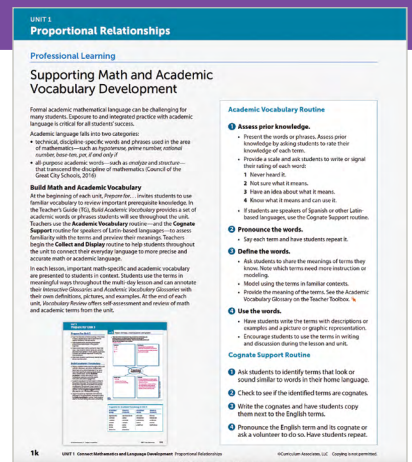 UNIT 1
Proportional Relationships
Professional Learning
Supporting Math and Academic
Vocabulary Development
Formal academic mathematical language can be challenging for
many students. Exposure to and integrated practice with academic
language is critical for all students' success.
Academic language falls into two categories:
• technical, discipline-specific words and phrases used in the area
of mathematics—such as hypotenuse, prime number, rational
number, base-ten, per, if and only if
• all-purpose academic words—such as analyze and structure—
that transcend the discipline of mathematics (Council of the
Great City Schools, 2016)
Build Math and Academic Vocabulary
At the beginning of each unit, Prepare for... invites students to use
familiar vocabulary to review important prerequisite knowledge. In
the Teacher's Guide (TG), Build Academic Vocabulary provides a set of
academic words or phrases students will see throughout the unit.
Teachers use the Academic Vocabulary routine—and the Cognate
Support routine for speakers of Latin-based languages—to assess
familiarity with the terms and preview their meanings. Teachers
begin the Collect and Display routine to help students throughout
the unit to connect their everyday language to more precise and
accurate math or academic language.
In each lesson, important math-specific and academic vocabulary
are presented to students in context. Students use the terms in
meaningful ways throughout the multi-day lesson and can annotate
their Interactive Glossaries and Academic Vocabulary Glossaries with
their own definitions, pictures, and examples. At the end of each
unit, Vocabulary Review offers self-assessment and review of math
and academic terms from the unit.
Academic Vocabulary Routine
1 Assess prior knowledge.
• Present the words or phrases. Assess prior
knowledge by asking students to rate their
knowledge of each term.
• Provide a scale and ask students to write or signal
their rating of each word:
1 Never heard it.
2 Not sure what it means.
3 Have an idea about what it means.
4 Know what it means and can use it.
• If students are speakers of Spanish or other Latin-
based languages, see the Cognate Support routine.
2 Pronounce the words.
• Say each term and have students repeat it.
3 Define the words.
• Ask students to share the meanings of terms they
know. Note which terms need more instruction or
modeling.
• Model using the terms in familiar contexts.
• Provide the meaning of the terms. See the Academic
Vocabulary Glossary on the Teacher Toolbox.
4 Use the words.
• Have students write the terms with descriptions or
examples and a picture or graphic representation.
• Encourage students to use the terms in writing
and discussion during the lesson and unit.
Cognate Support Routine
1 Ask students to identify terms that look or
sound similar to words in their home language.
2 Check to see if the identified terms are cognates.
3 Write the cognates and have students copy
them next to the English terms.
4 Pronounce the English term and its cognate or
ask a volunteer to do so. Have students repeat.
1k
UNIT 1 Connect Mathematics and Language Development Proportional Relationships
©Curriculum Associates, LLC Copying is not permitted.